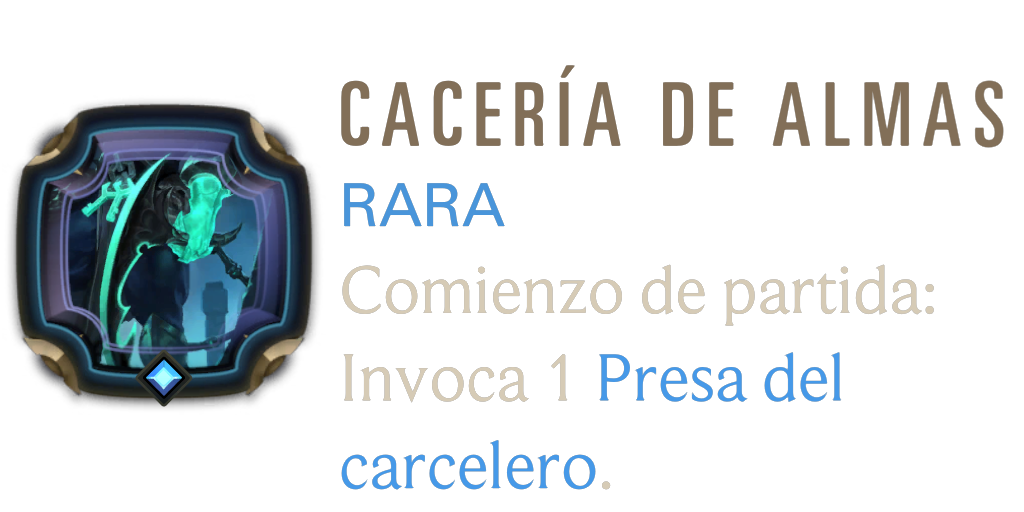 CACERÍA DE ALMAS
RARA
Comienzo de partida:
Invoca 1 Presa del
carcelero.